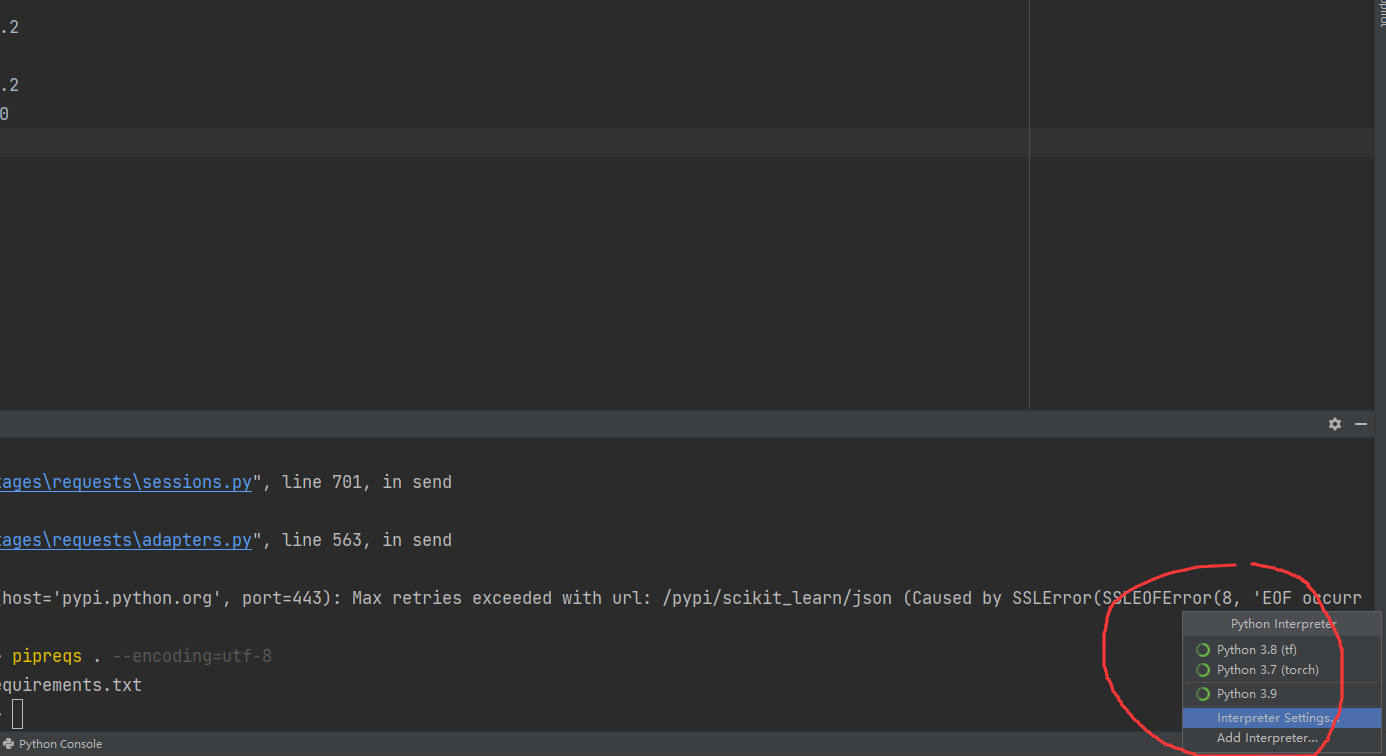 .2
.2
0
ages\requests\sessions.py", line 701, in send
ages\requests\adapters.py", line 563, in send
(host='pypi.python.org', port=443): Max retries exceeded with url: /pypi/scikit_learn/json (Caused by SSLError(SSLEOFError(8, 'EOF occurr
pipreqs . --encoding=utf-8
equirements.txt
Python Interpreter
Python 3.8 (tf)
Python 3.7 (torch)
Python 3.9
Interpreter Settings...
Add Interpreter...
Python Console